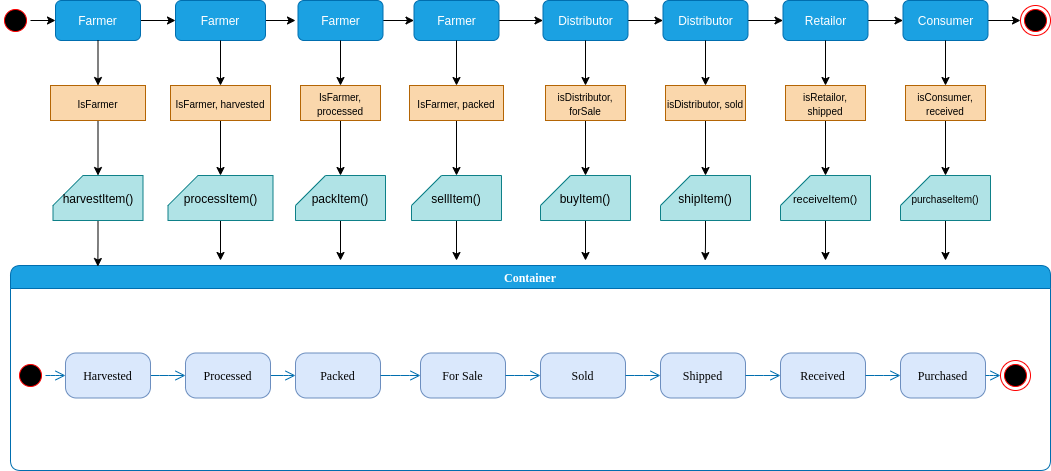 Farmer
Farmer
Farmer
Farmer
Distributor
Distributor
Retailor
Consumer
IsFarmer
IsFarmer, harvested
IsFarmer,
processed
IsFarmer, packed
isDistributor,
forSale
isDistributor, sold
isRetailor,
shipped
isConsumer,
received
harvestItem()
processItem()
packItem()
sellItem()
buyItem()
shipItem()
receiveItem()
purchaseItem()
Container
Harvested
Processed
Packed
For Sale
Sold
Shipped
Received
Purchased